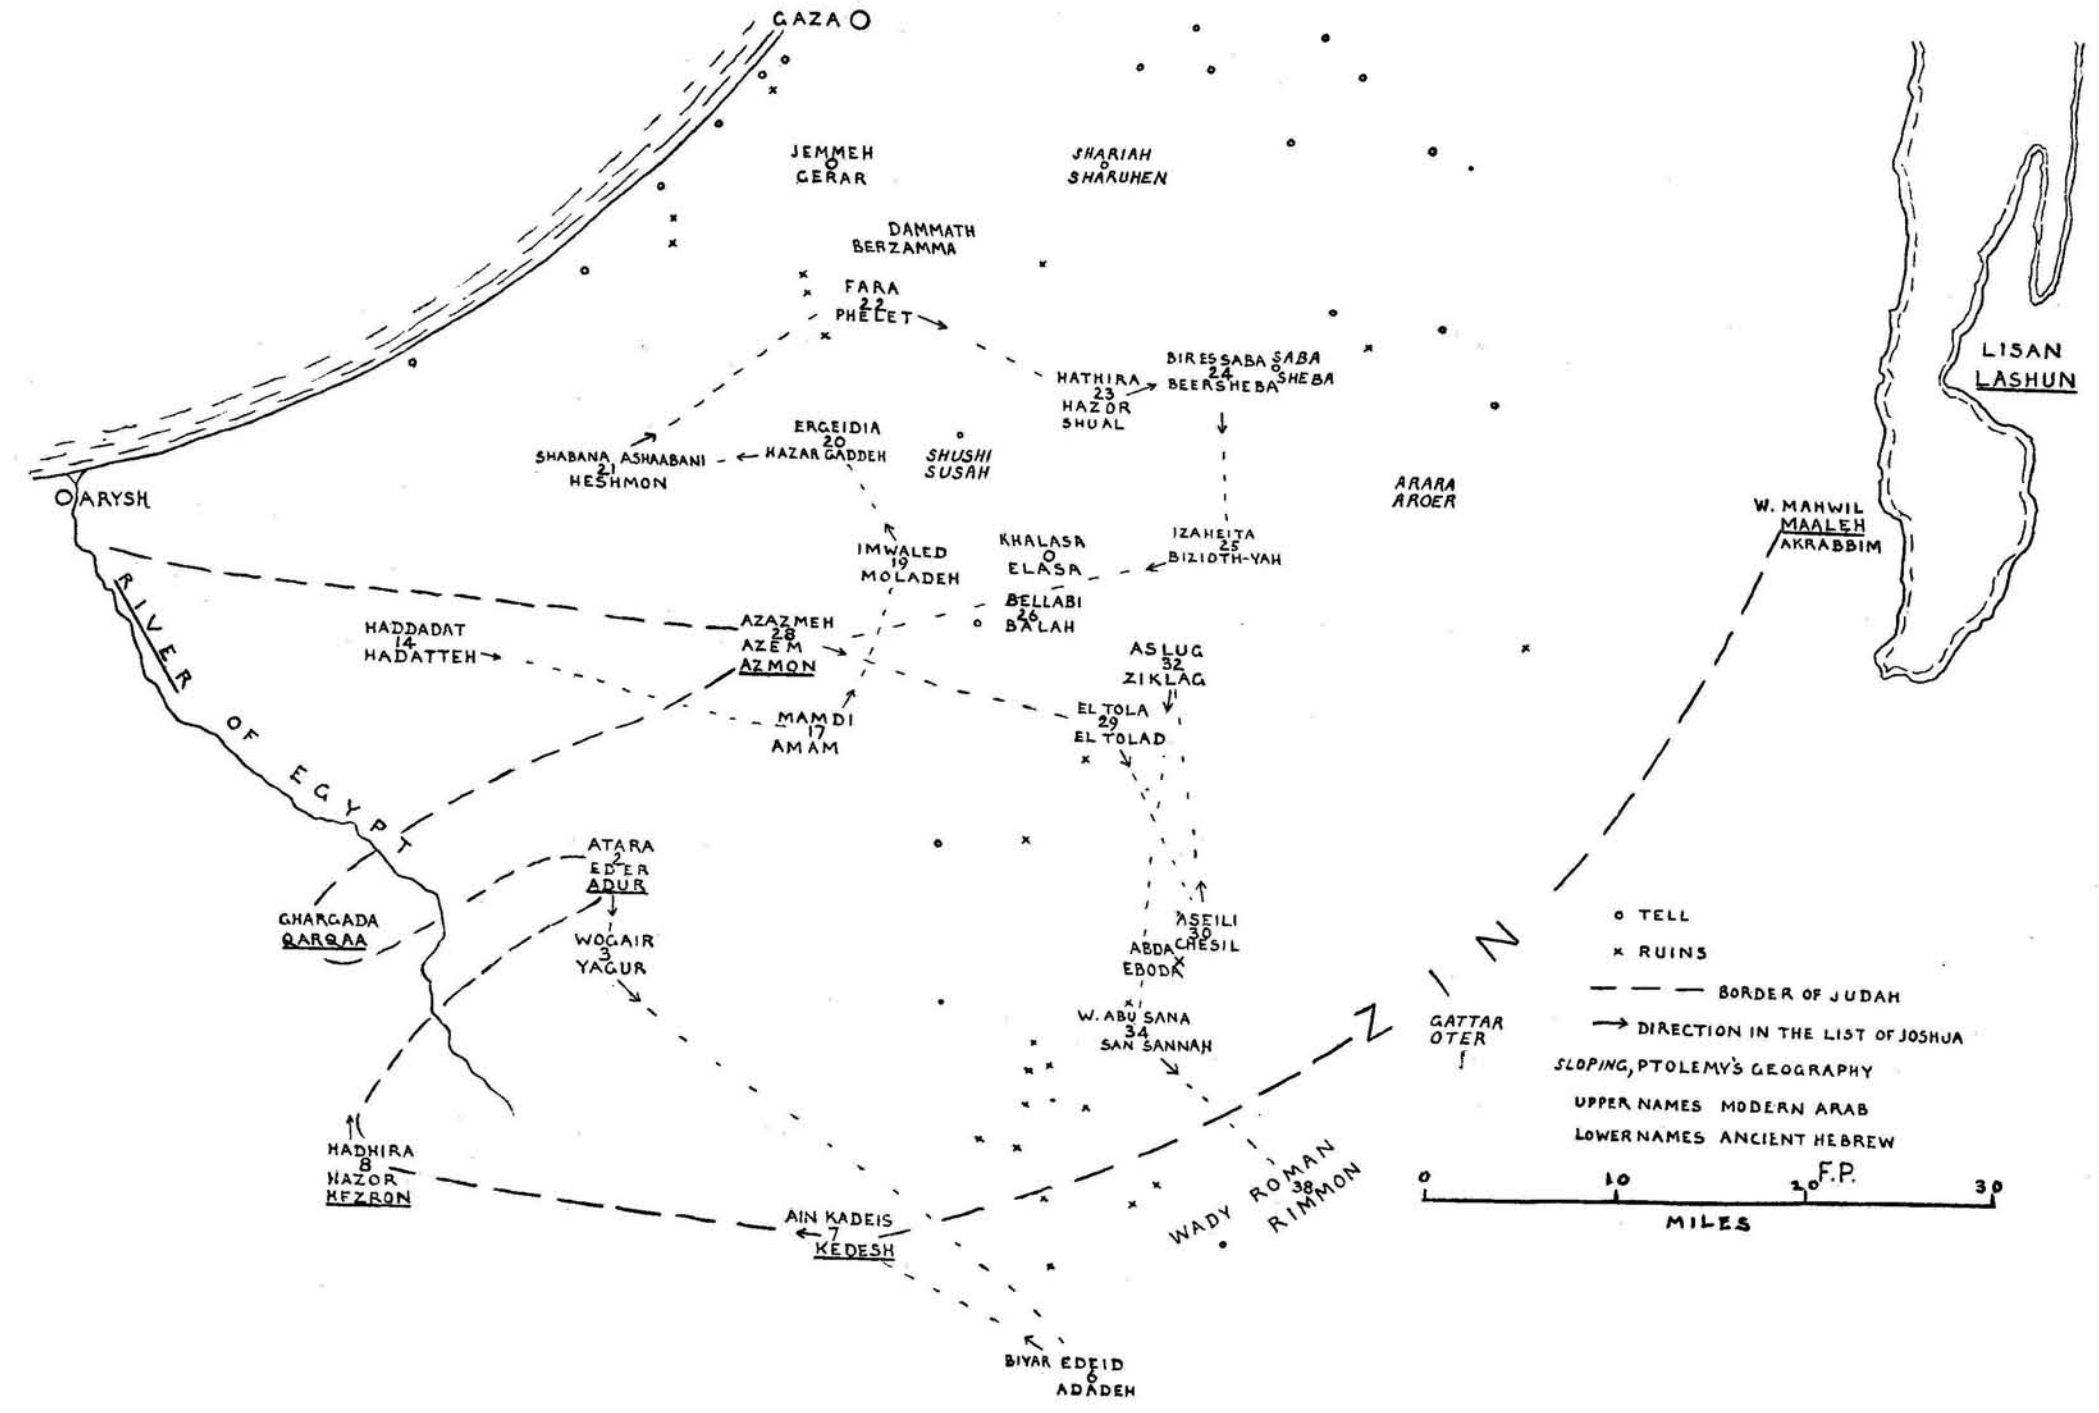 GAZA
JEMMEH
GERAR
SHARIAH
SHARUHEN
DAMMATH
BERZAMMA
FARA
22
PHELET
BIRESSABA SABA
24
BEERSHEBA SHEBA
HATHIRA
23
HAZOR
SHUAL
LISAN
LASHUN
ERGEIDIA
20
HAZAR GADDEH
SHABANA, ASHAABANI
21
HESHMON
SHUSHI
SUSAH
ARARA
AROER
ARYSH
W. MAHWIL
MAALEH
AKRABBIM
IMWALED
19
MOLADEH
KHALASA
ELASA
IZAHEITA
25
BIZIOTH-YAH
BELLABI
26
BALAH
HADDADAT
14
HADATTEH
AZAZMEH
28
AZEM
AZMON
ASLUG
32
ZIKLAG
MAMDI
17
AMAM
EL TOLA
29
EL TOLAD
RIVER OF EGYPT
ATARA
2
EDER
ADUR
GHARGADA
QARQAA
WOGAIR
3
YAGUR
ASEILI
30
CHESIL
ABDA
EBODA
W. ABU SANA
34
SAN SANNAH
ZIN
GATTAR
OTER
HADHIRA
8
HAZOR
HEZRON
AIN KADEIS
7
KEDESH
WADY ROMAN
38
RIMMON
BIYAR EDEID
6
ADADEH
o TELL
x RUINS
BORDER OF JUDAH
DIRECTION IN THE LIST OF JOSHUA
SLOPING, PTOLEMY'S GEOGRAPHY
UPPER NAMES MODERN ARAB
LOWER NAMES ANCIENT HEBREW
F.P.
0 10 20 30
MILES